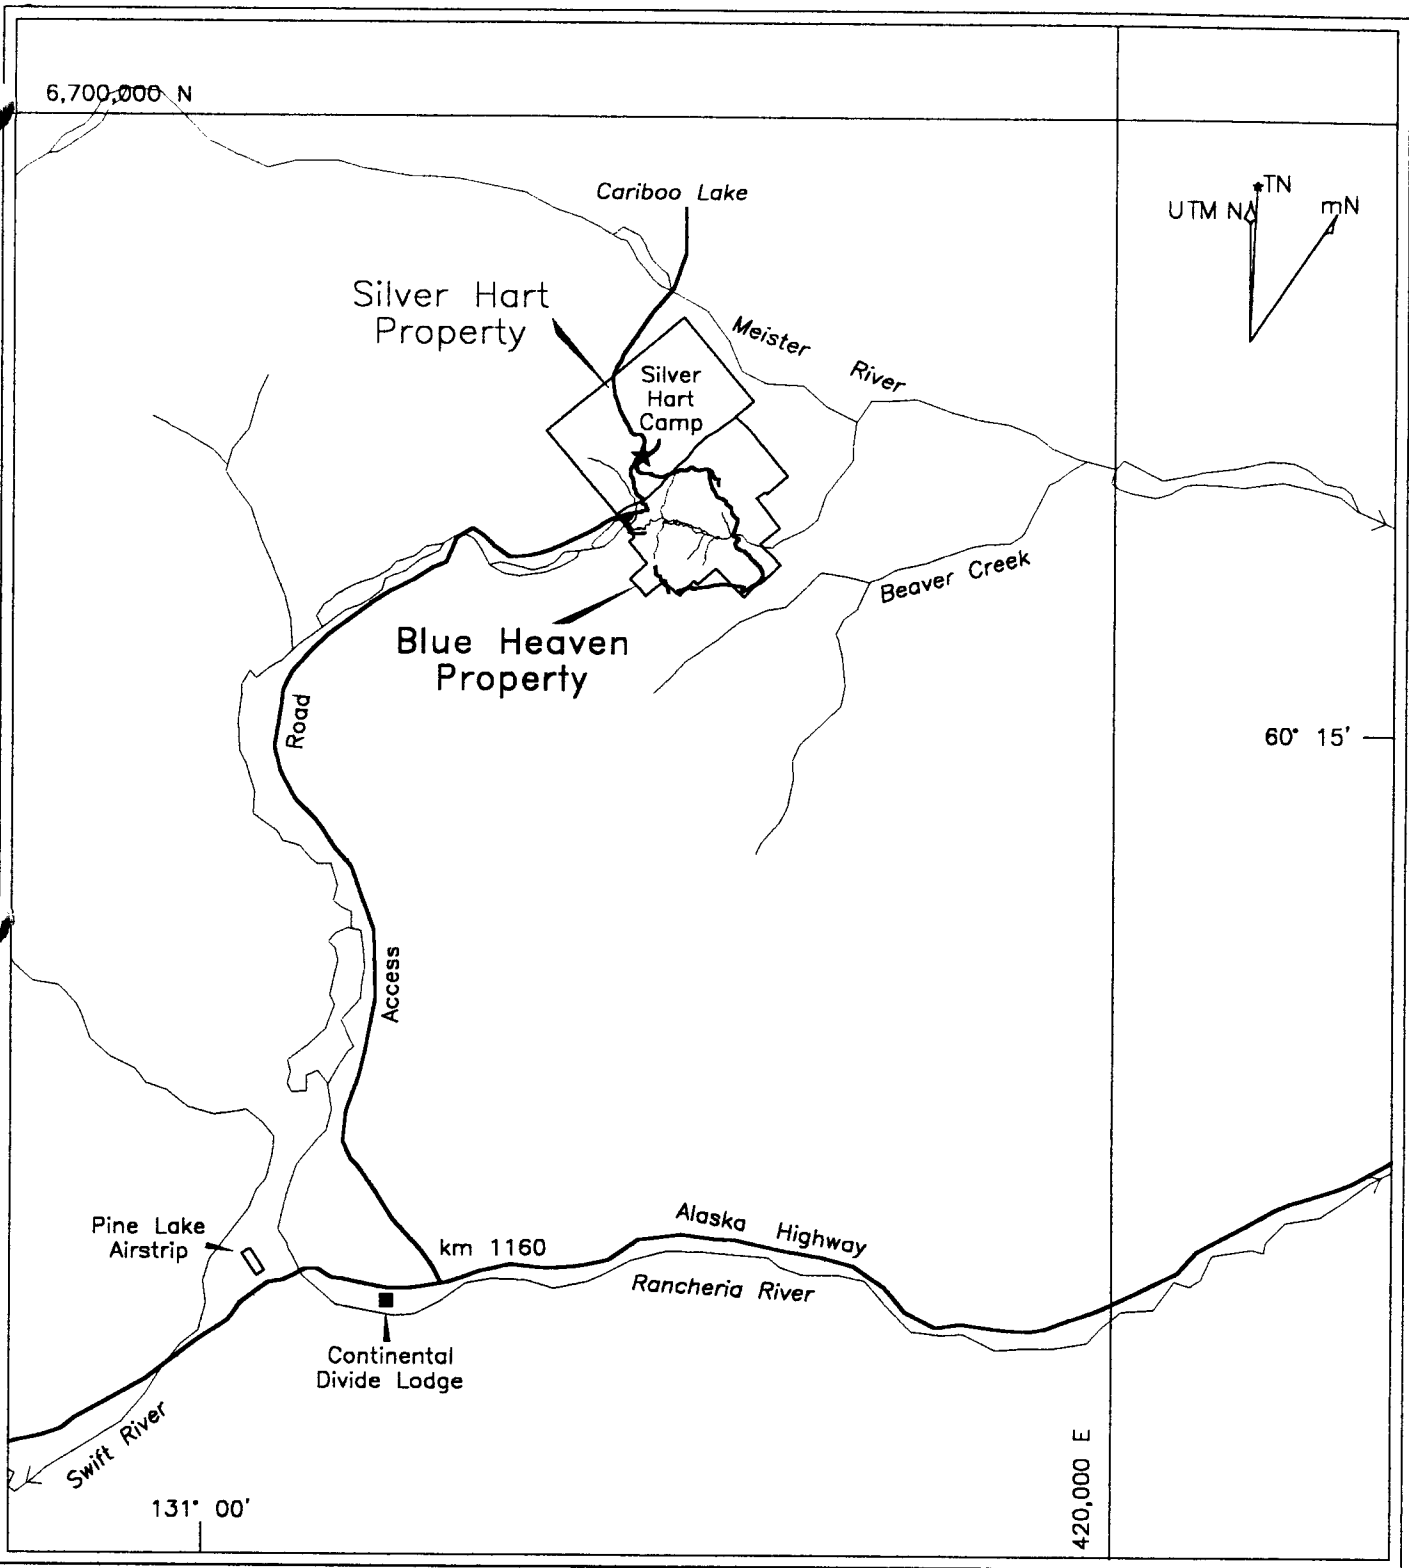 6,700,000 N
Cariboo Lake
TN
UTM N
mN
Silver Hart
Property
Meister River
Silver
Hart
Camp
Beaver Creek
Blue Heaven
Property
Road
60° 15'
Access
Pine Lake
Airstrip
km 1160
Alaska Highway
Rancheria River
Continental
Divide Lodge
Swift River
420,000 E
131° 00'